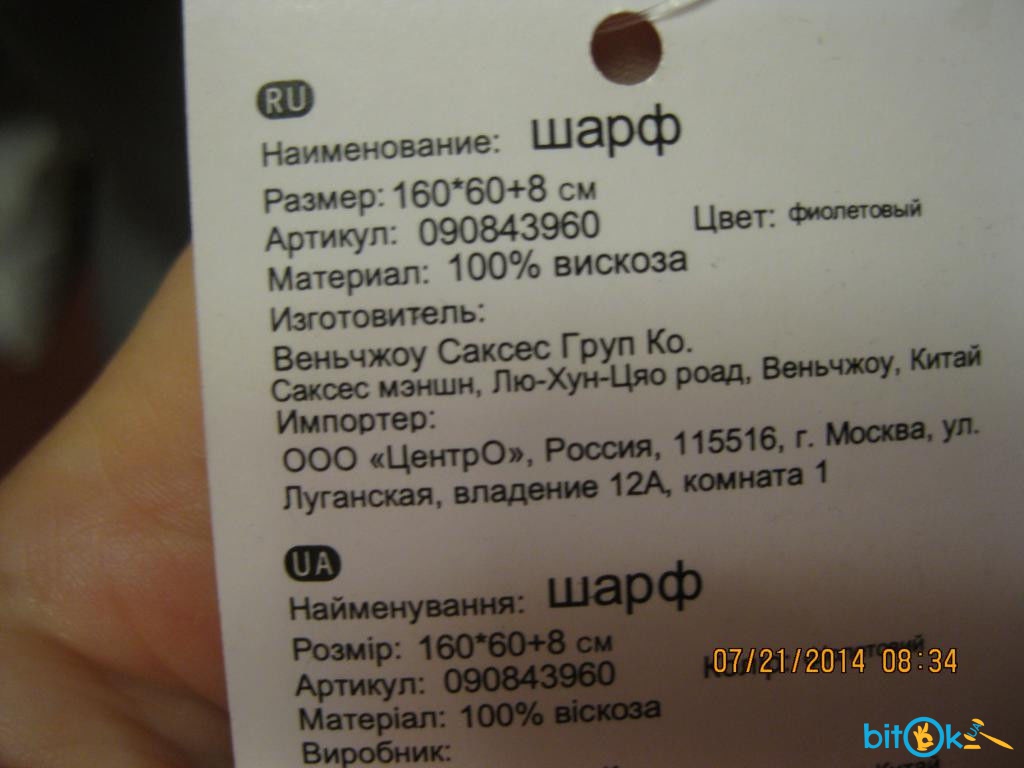 RU
Наименование: шарф
Размер: 160*60+8 см
Артикул: 090843960 Цвет: фиолетовый
Материал: 100% вискоза
Изготовитель:
Веньчжоу Саксес Груп Ко.
Саксес мэншн, Лю-Хун-Цяо роад, Веньчжоу, Китай
Импортер:
ООО «ЦентрО», Россия, 115516, г. Москва, ул.
Луганская, владение 12А, комната 1
UA
Найменування: шарф
Розмір: 160*60+8 см
Артикул: 090843960
07/21/2014 08:34
Матеріал: 100% віскоза
Виробник:
bitOk UA